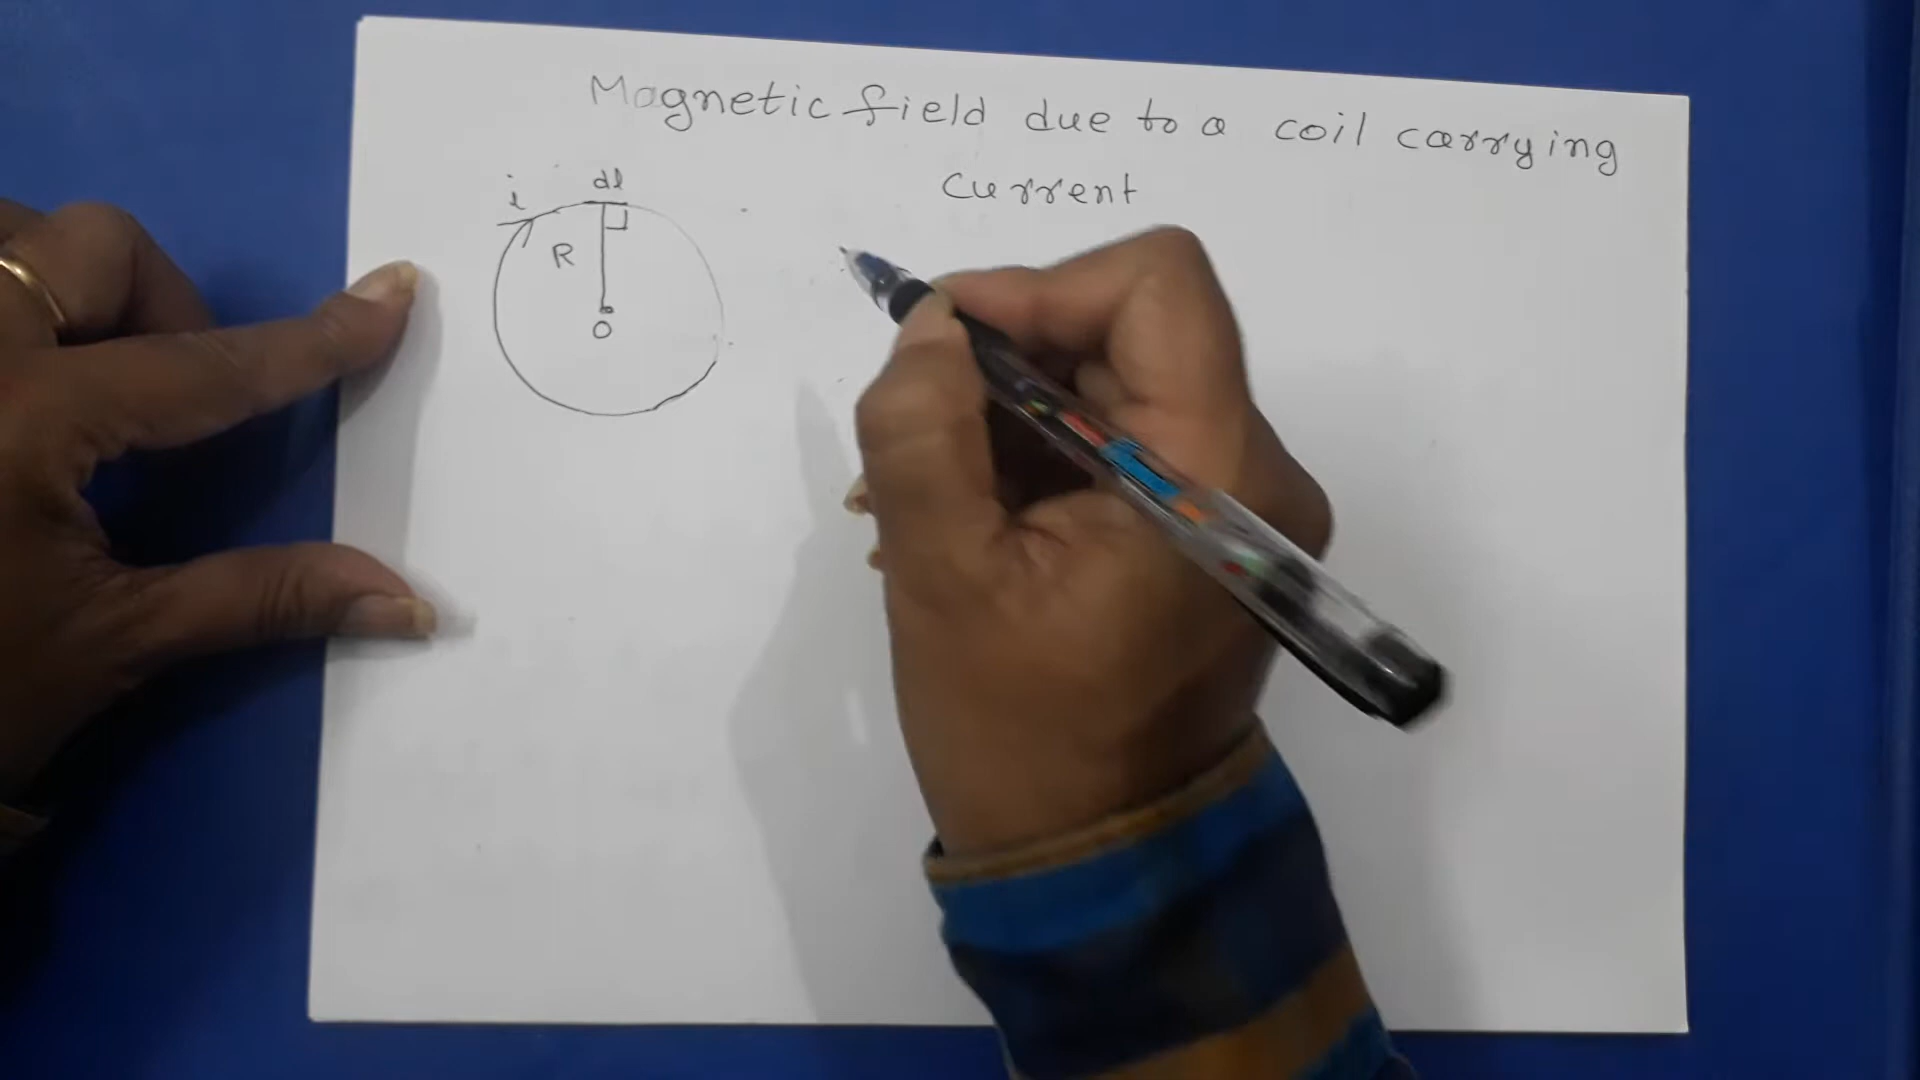 Magnetic field due to a coil carrying
Current
i
dl
R
O